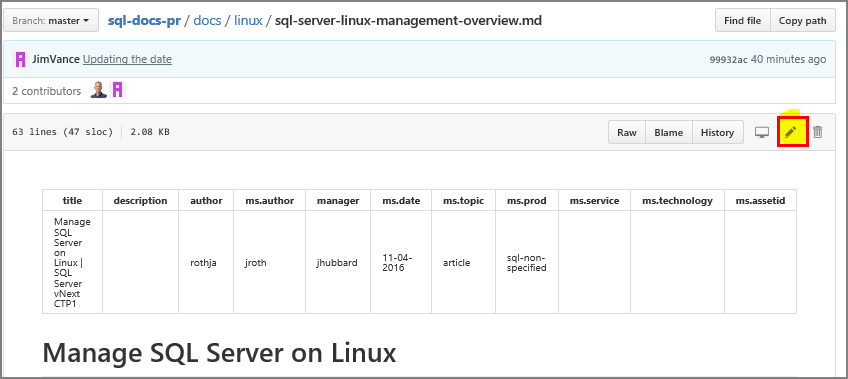 Branch: master sql-docs-pr / docs / linux / sql-server-linux-management-overview.md Find file Copy path
JimVance Updating the date 99932ac 40 minutes ago
2 contributors
63 lines (47 sloc) 2.08 KB Raw Blame History
title description author ms.author manager ms.date ms.topic ms.prod ms.service ms.technology ms.assetid
Manage
SQL
Server
on
Linux |
SQL
Server
vNext
CTP1
rothja
jroth
jhubbard
11-04-
2016
article
sql-non-
specified
Manage SQL Server on Linux